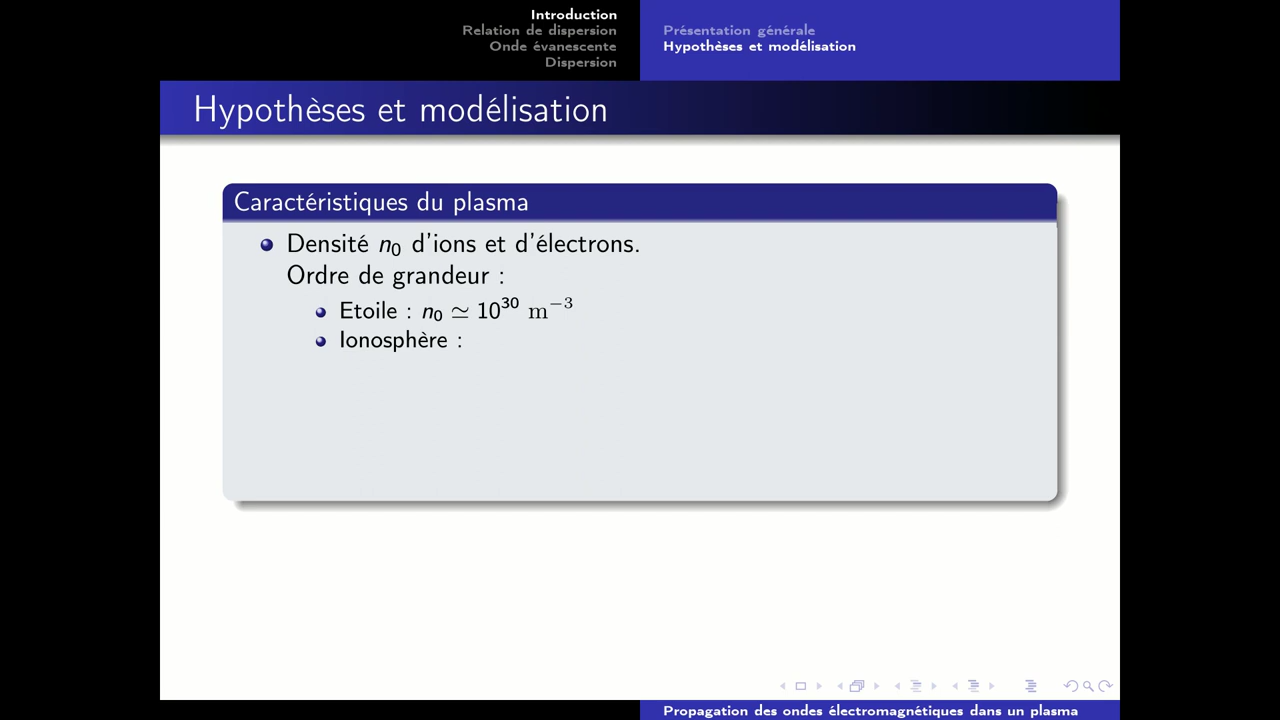 Introduction
Relation de dispersion
Onde évanescente
Dispersion
Présentation générale
Hypothèses et modélisation
Hypothèses et modélisation
Caractéristiques du plasma
Densité n₀ d'ions et d'électrons.
Ordre de grandeur :
Etoile : n₀ ≃ 10³⁰ m⁻³
Ionosphère :
Propagation des ondes électromagnétiques dans un plasma